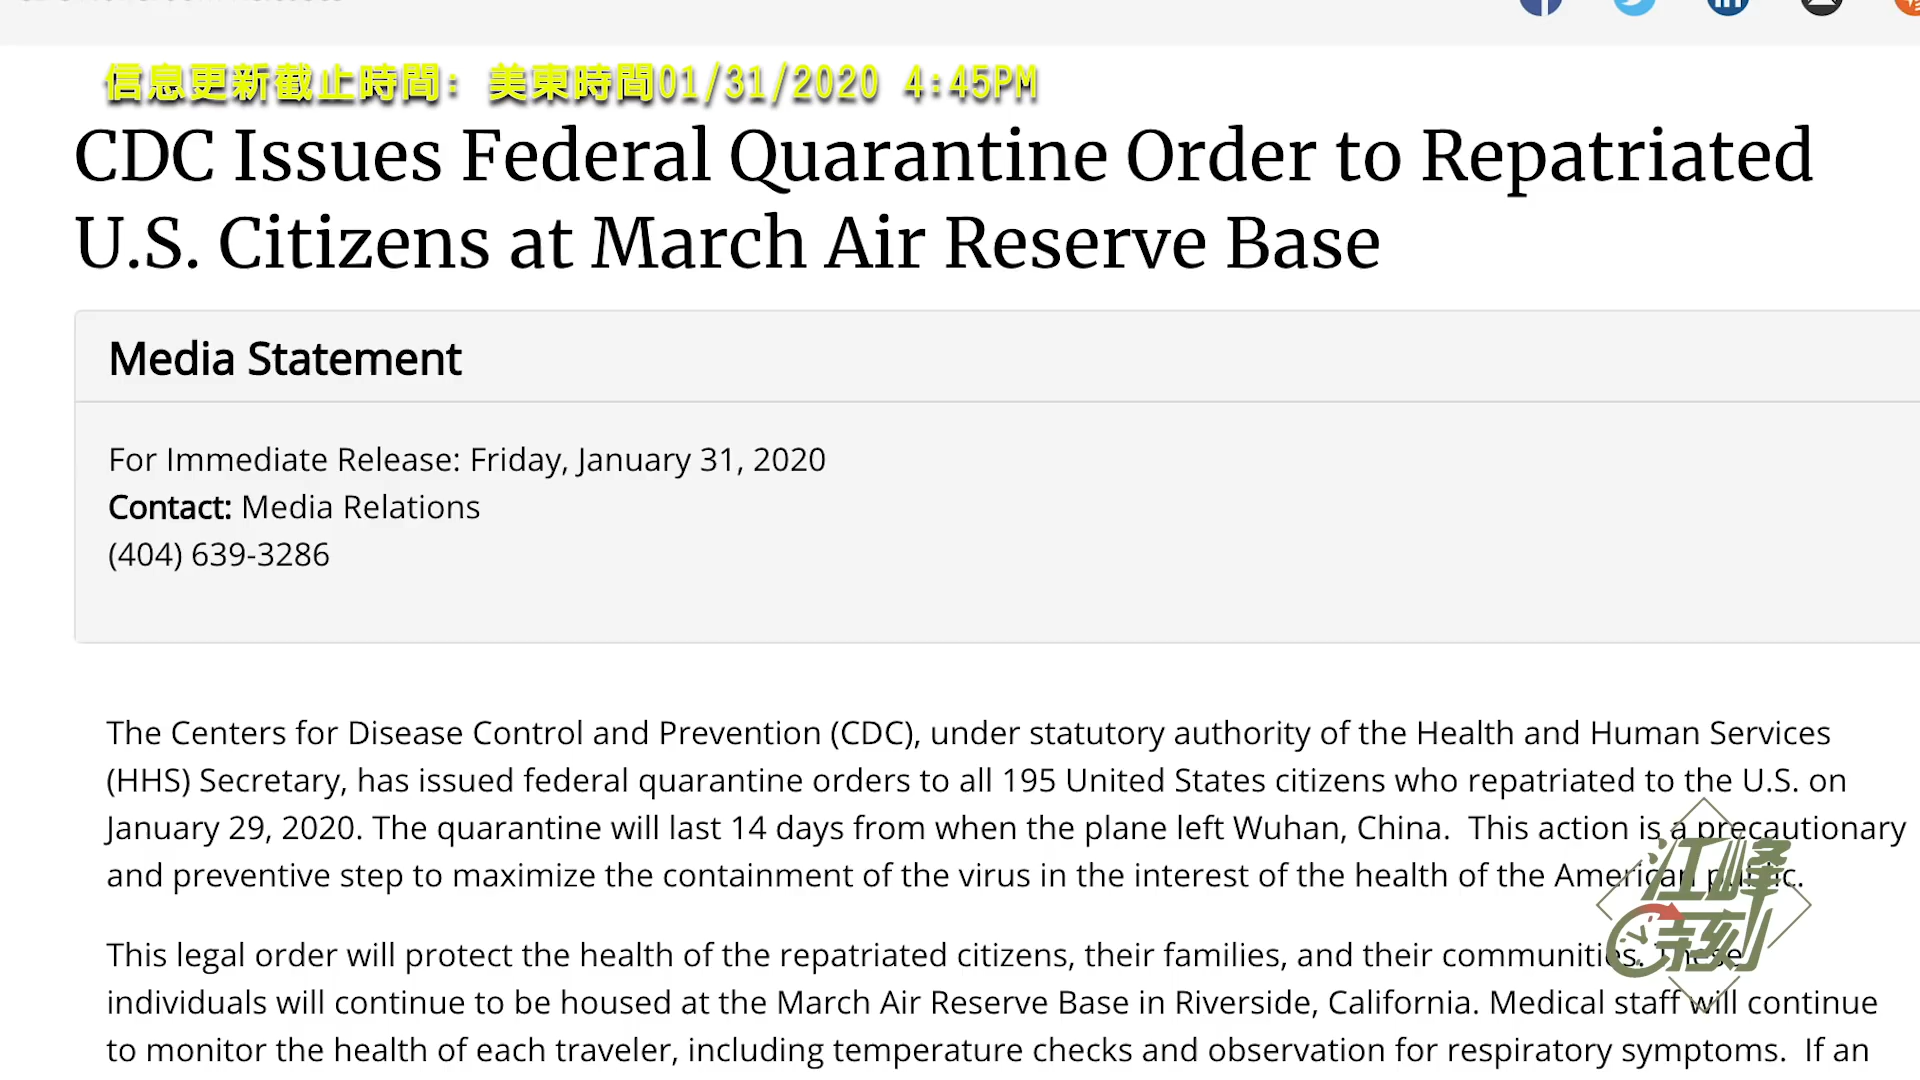 信息更新截止時間: 美東時間01/31/2020 4:45PM
CDC Issues Federal Quarantine Order to Repatriated
U.S. Citizens at March Air Reserve Base
Media Statement
For Immediate Release: Friday, January 31, 2020
Contact: Media Relations
(404) 639-3286
The Centers for Disease Control and Prevention (CDC), under statutory authority of the Health and Human Services
(HHS) Secretary, has issued federal quarantine orders to all 195 United States citizens who repatriated to the U.S. on
January 29, 2020. The quarantine will last 14 days from when the plane left Wuhan, China.  This action is a precautionary
and preventive step to maximize the containment of the virus in the interest of the health of the American public.
This legal order will protect the health of the repatriated citizens, their families, and their communities. These
individuals will continue to be housed at the March Air Reserve Base in Riverside, California. Medical staff will continue
to monitor the health of each traveler, including temperature checks and observation for respiratory symptoms.  If an
江峰
時刻